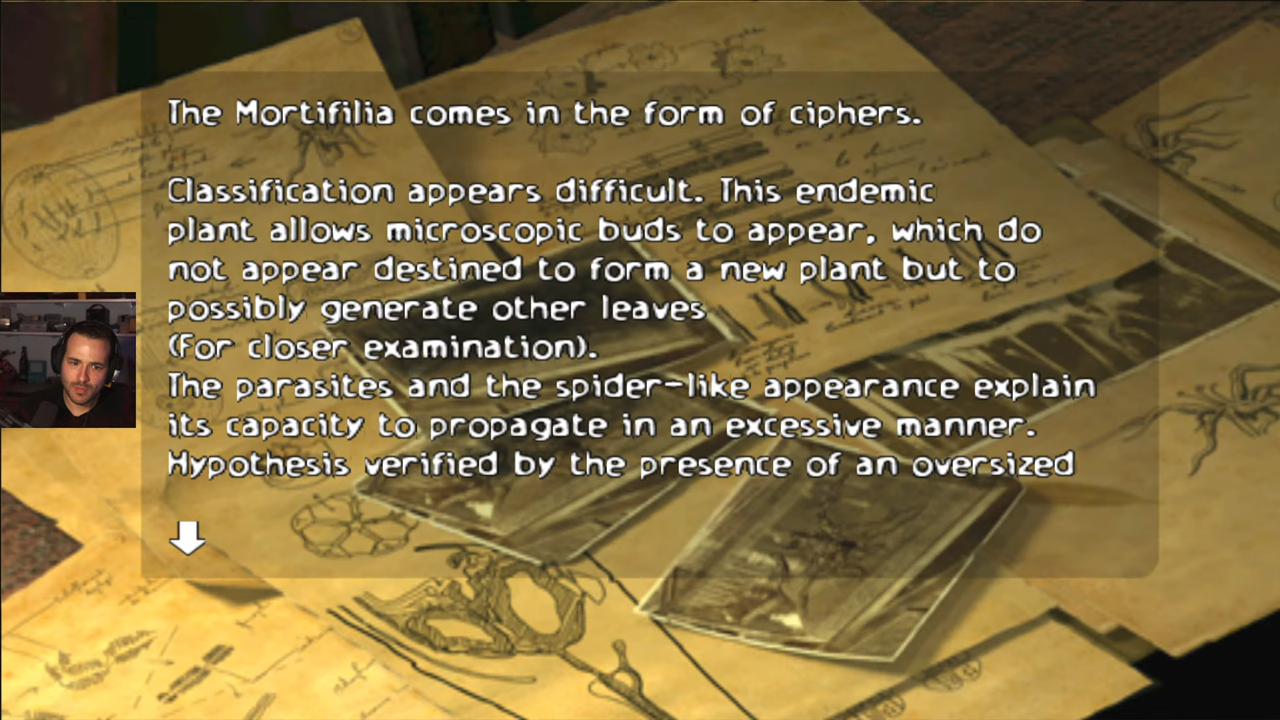 The Mortifilia comes in the form of ciphers.
Classification appears difficult. This endemic
plant allows microscopic buds to appear, which do
not appear destined to form a new plant but to
possibly generate other leaves
(For closer examination).
The parasites and the spider-like appearance explain
its capacity to propagate in an excessive manner.
Hypothesis verified by the presence of an oversized